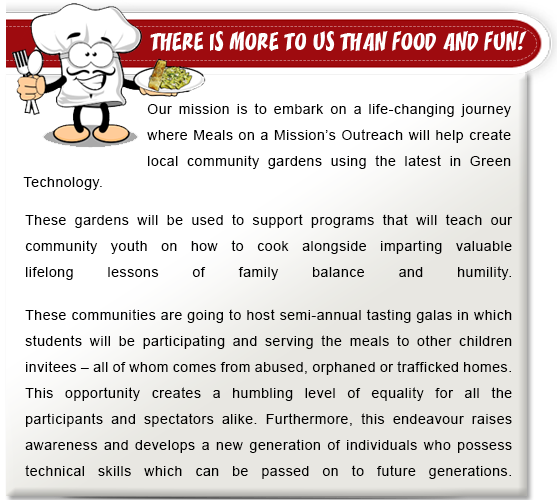 THERE IS MORE TO US THAN FOOD AND FUN!
Our mission is to embark on a life-changing journey
where Meals on a Mission's Outreach will help create
local community gardens using the latest in Green
Technology.
These gardens will be used to support programs that will teach our
community youth on how to cook alongside imparting valuable
lifelong lessons of family balance and humility.
These communities are going to host semi-annual tasting galas in which
students will be participating and serving the meals to other children
invitees – all of whom comes from abused, orphaned or trafficked homes.
This opportunity creates a humbling level of equality for all the
participants and spectators alike. Furthermore, this endeavour raises
awareness and develops a new generation of individuals who possess
technical skills which can be passed on to future generations.